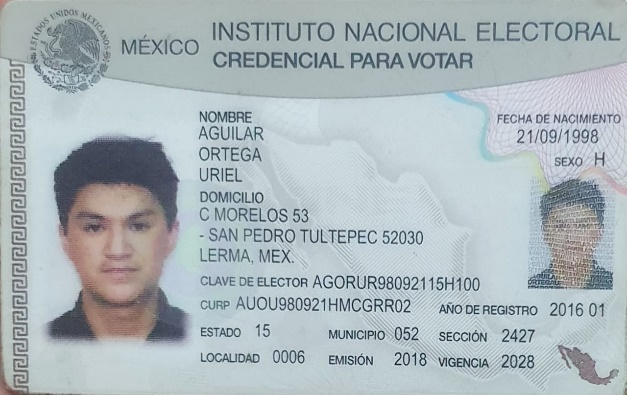 ESTADOS UNIDOS MEXICANOS
MÉXICO INSTITUTO NACIONAL ELECTORAL
CREDENCIAL PARA VOTAR
NOMBRE
AGUILAR
ORTEGA
URIEL
FECHA DE NACIMIENTO
21/09/1998
SEXO H
DOMICILIO
C MORELOS 53
- SAN PEDRO TULTEPEC 52030
LERMA, MEX.
CLAVE DE ELECTOR AGORUR98092115H100
CURP AUOU980921HMCGRR02 AÑO DE REGISTRO 2016 01
ESTADO 15 MUNICIPIO 052 SECCIÓN 2427
LOCALIDAD 0006 EMISIÓN 2018 VIGENCIA 2028